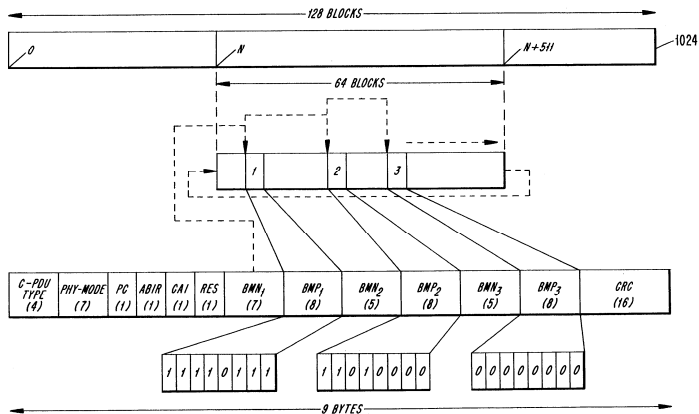 128 BLOCKS
0 N N+511 1024
64 BLOCKS
1 2 3
C-PDU TYPE (4) PHY-MODE (7) PC (1) ABIR (1) CAI (1) RES (1) BMN1 (7) BMP1 (8) BMN2 (5) BMP2 (8) BMN3 (5) BMP3 (8) CRC (16)
1 1 1 1 0 1 1 1 1 1 0 1 0 0 0 0 0 0 0 0 0 0 0 0
9 BYTES